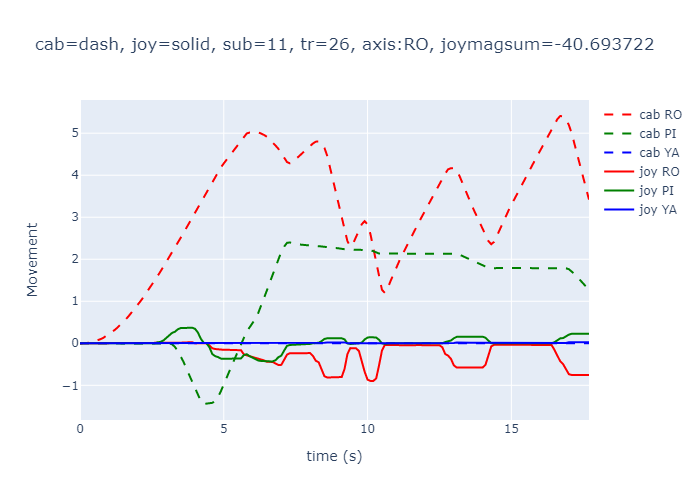 cab=dash, joy=solid, sub=11, tr=26, axis:RO, joymagsum=-40.693722
cab RO
cab PI
cab YA
joy RO
joy PI
joy YA
5
4
3
2
1
0
−1
Movement
0
5
10
15
time (s)